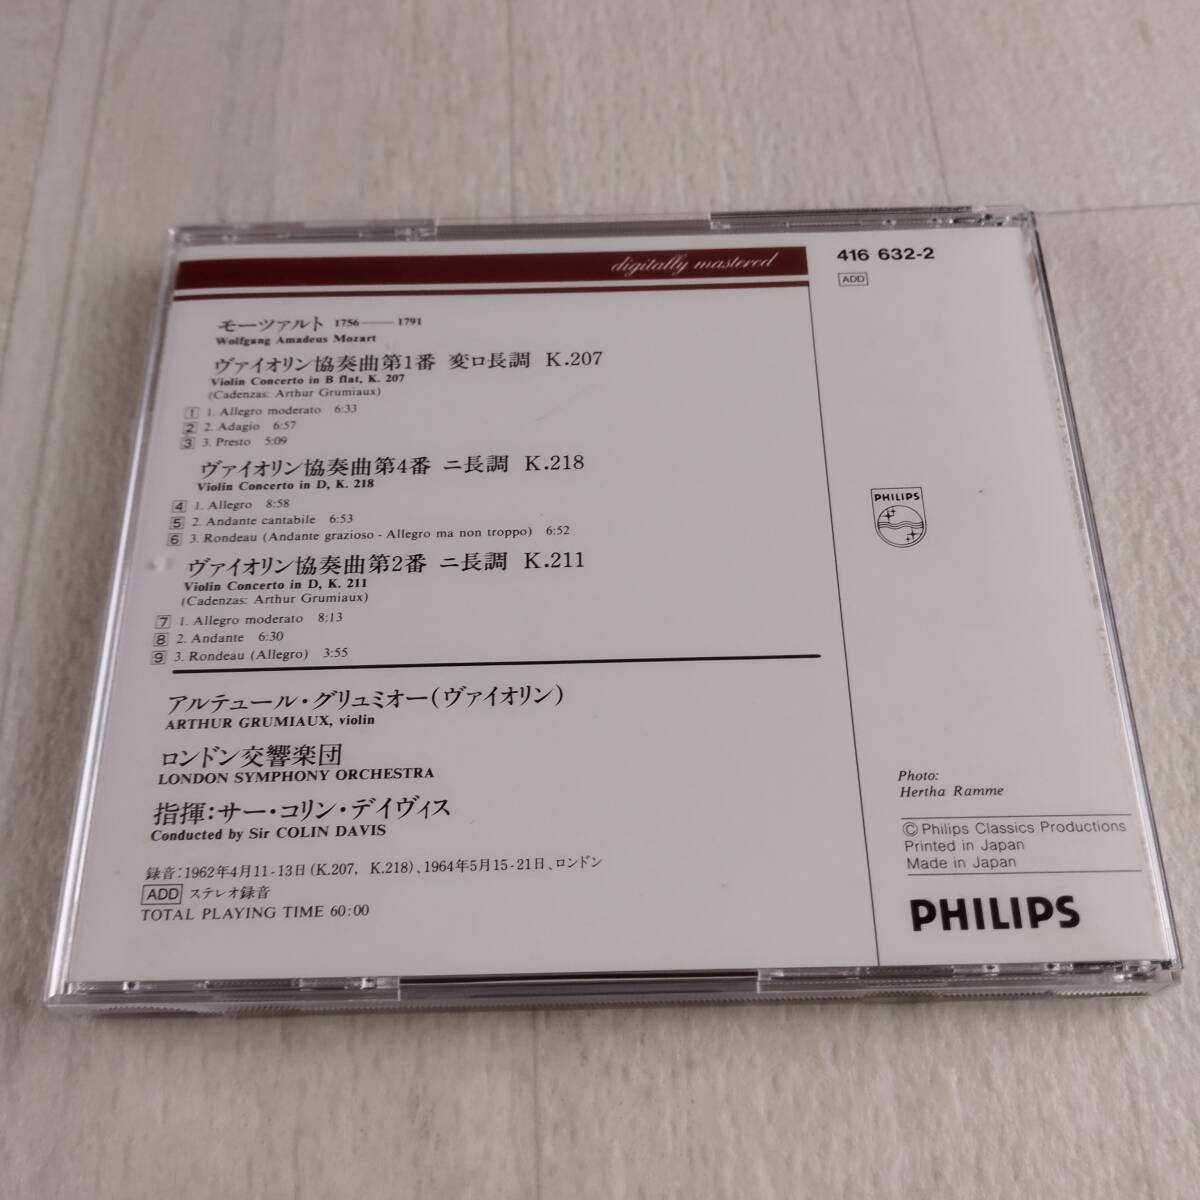 digitally mastered
モーツァルト 1756——1791
Wolfgang Amadeus Mozart
ヴァイオリン協奏曲第1番 変ロ長調 K.207
Violin Concerto in B flat, K. 207
(Cadenzas: Arthur Grumiaux)
1 1. Allegro moderato 6:33
2 2. Adagio 6:57
3 3. Presto 5:09
ヴァイオリン協奏曲第4番 ニ長調 K.218
Violin Concerto in D, K. 218
4 1. Allegro 8:58
5 2. Andante cantabile 6:53
6 3. Rondeau (Andante grazioso - Allegro ma non troppo) 6:52
ヴァイオリン協奏曲第2番 ニ長調 K.211
Violin Concerto in D, K. 211
(Cadenzas: Arthur Grumiaux)
7 1. Allegro moderato 8:13
8 2. Andante 6:30
9 3. Rondeau (Allegro) 3:55
アルテュール・グリュミオー(ヴァイオリン)
ARTHUR GRUMIAUX, violin
ロンドン交響楽団
LONDON SYMPHONY ORCHESTRA
指揮:サー・コリン・デイヴィス
Conducted by Sir COLIN DAVIS
録音:1962年4月11-13日(K.207, K.218)、1964年5月15-21日、ロンドン
ADD ステレオ録音
TOTAL PLAYING TIME 60:00
416 632-2
ADD
PHILIPS
Photo:
Hertha Ramme
© Philips Classics Productions
Printed in Japan
Made in Japan
PHILIPS